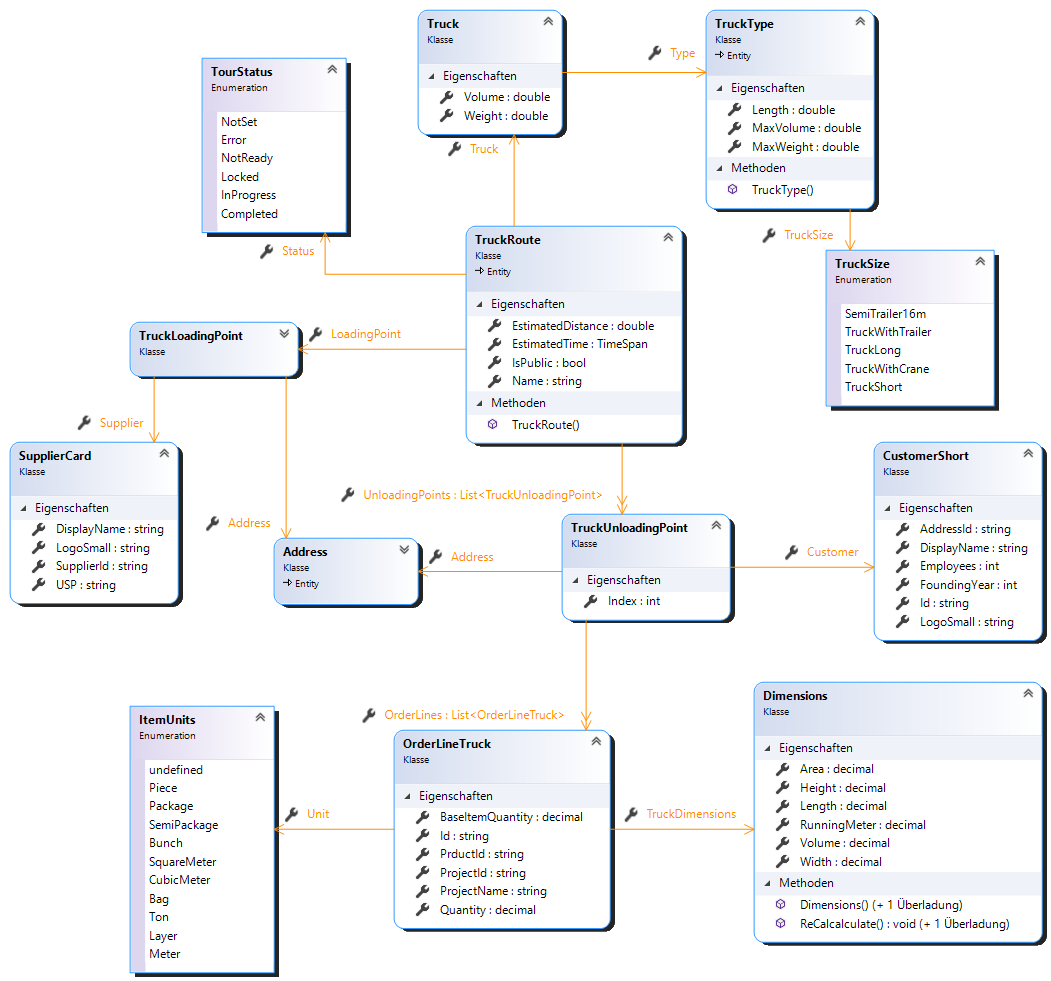 Truck
Klasse
Eigenschaften
Volume : double
Weight : double
Type
TruckType
Klasse
Entity
Eigenschaften
Length : double
MaxVolume : double
MaxWeight : double
Methoden
TruckType()
TourStatus
Enumeration
NotSet
Error
NotReady
Locked
InProgress
Completed
Truck
Status
TruckSize
TruckRoute
Klasse
Entity
Eigenschaften
EstimatedDistance : double
EstimatedTime : TimeSpan
IsPublic : bool
Name : string
Methoden
TruckRoute()
TruckSize
Enumeration
SemiTrailer16m
TruckWithTrailer
TruckLong
TruckWithCrane
TruckShort
TruckLoadingPoint
Klasse
LoadingPoint
Supplier
SupplierCard
Klasse
Eigenschaften
DisplayName : string
LogoSmall : string
SupplierId : string
USP : string
Address
UnloadingPoints : List<TruckUnloadingPoint>
Address
Klasse
Entity
Address
TruckUnloadingPoint
Klasse
Eigenschaften
Index : int
Customer
CustomerShort
Klasse
Eigenschaften
AddressId : string
DisplayName : string
Employees : int
FoundingYear : int
Id : string
LogoSmall : string
OrderLines : List<OrderLineTruck>
ItemUnits
Enumeration
undefined
Piece
Package
SemiPackage
Bunch
SquareMeter
CubicMeter
Bag
Ton
Layer
Meter
Unit
OrderLineTruck
Klasse
Eigenschaften
BaseItemQuantity : decimal
Id : string
PrductId : string
ProjectId : string
ProjectName : string
Quantity : decimal
TruckDimensions
Dimensions
Klasse
Eigenschaften
Area : decimal
Height : decimal
Length : decimal
RunningMeter : decimal
Volume : decimal
Width : decimal
Methoden
Dimensions() (+ 1 Überladung)
ReCalcalculate() : void (+ 1 Überladung)